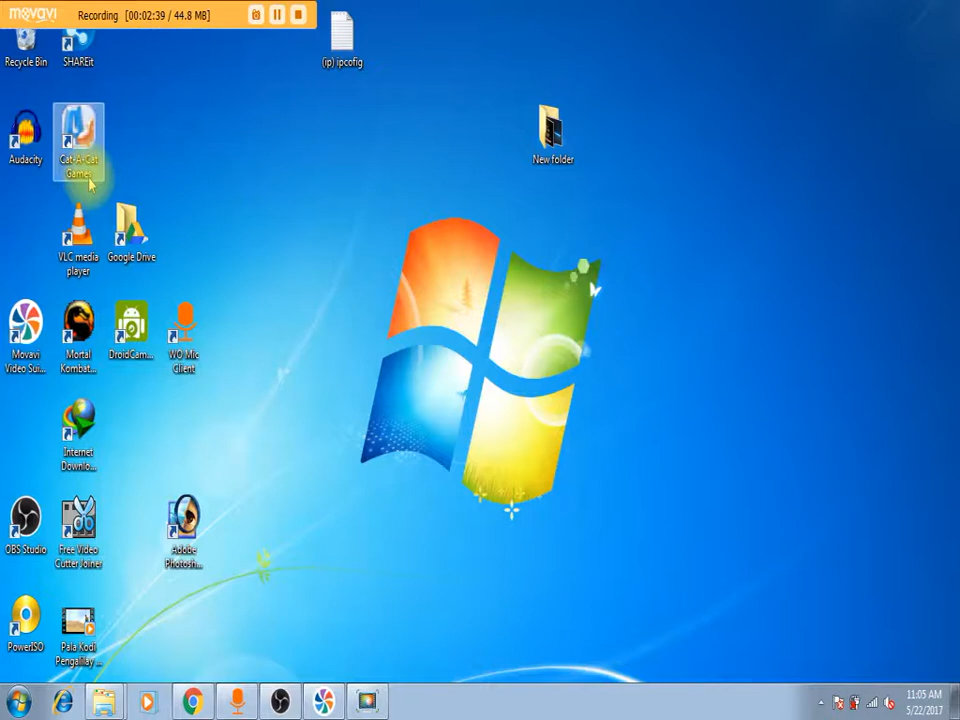 movavi
Recording [00:02:39 / 44.8 MB]
Recycle Bin
SHAREit
(ip) ipcofig
Audacity
Cat-A-Cat
Games
New folder
VLC media
player
Google Drive
Movavi
Video Sui...
Mortal
Kombat...
DroidCam...
WO Mic
Client
Internet
Downlo...
OBS Studio
Free Video
Cutter Joiner
Adobe
Photosh...
PowerISO
Pala Kodi
Pengalilay ...
11:05 AM
5/22/2017